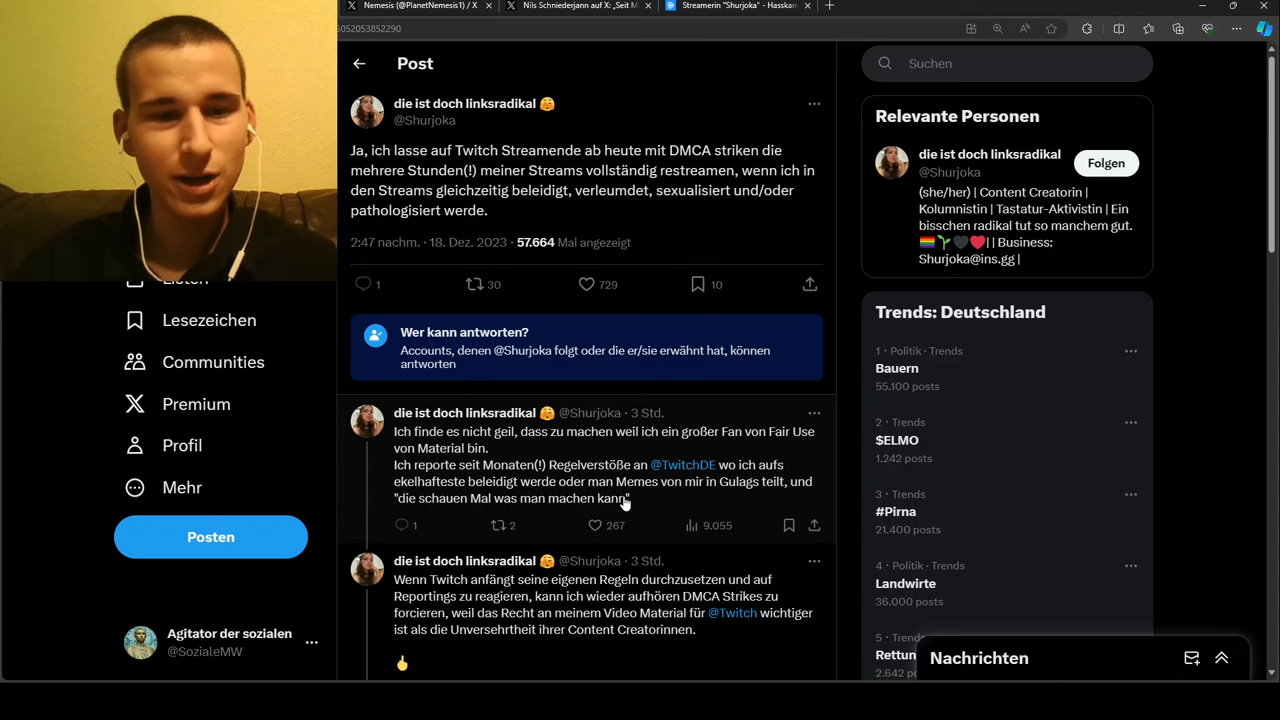 Nemesis (@PlanetNemesis1) / X
Nils Schniederjann auf X: „Seit M
Streamerin "Shurjoka" - Hasskam
5052053852290
Post
Suchen
die ist doch linksradikal
@Shurjoka
Ja, ich lasse auf Twitch Streamende ab heute mit DMCA striken die
mehrere Stunden(!) meiner Streams vollständig restreamen, wenn ich in
den Streams gleichzeitig beleidigt, verleumdet, sexualisiert und/oder
pathologisiert werde.
2:47 nachm. · 18. Dez. 2023 · 57.664 Mal angezeigt
1 30 729 10
Wer kann antworten?
Accounts, denen @Shurjoka folgt oder die er/sie erwähnt hat, können
antworten
die ist doch linksradikal @Shurjoka · 3 Std.
Ich finde es nicht geil, dass zu machen weil ich ein großer Fan von Fair Use
von Material bin.
Ich reporte seit Monaten(!) Regelverstöße an @TwitchDE wo ich aufs
ekelhafteste beleidigt werde oder man Memes von mir in Gulags teilt, und
"die schauen Mal was man machen kann"
1 2 267 9.055
die ist doch linksradikal @Shurjoka · 3 Std.
Wenn Twitch anfängt seine eigenen Regeln durchzusetzen und auf
Reportings zu reagieren, kann ich wieder aufhören DMCA Strikes zu
forcieren, weil das Recht an meinem Video Material für @Twitch wichtiger
ist als die Unversehrtheit ihrer Content Creatorinnen.
Listen
Lesezeichen
Communities
Premium
Profil
Mehr
Posten
Agitator der sozialen
@SozialeMW
Relevante Personen
die ist doch linksradikal
@Shurjoka
Folgen
(she/her) | Content Creatorin |
Kolumnistin | Tastatur-Aktivistin | Ein
bisschen radikal tut so manchem gut.
| Business:
Shurjoka@ins.gg |
Trends: Deutschland
1 · Politik · Trends
Bauern
55.100 posts
2 · Trends
$ELMO
1.242 posts
3 · Trends
#Pirna
21.400 posts
4 · Politik · Trends
Landwirte
36.000 posts
5 · Trends
Rettun
2.642 po
Nachrichten